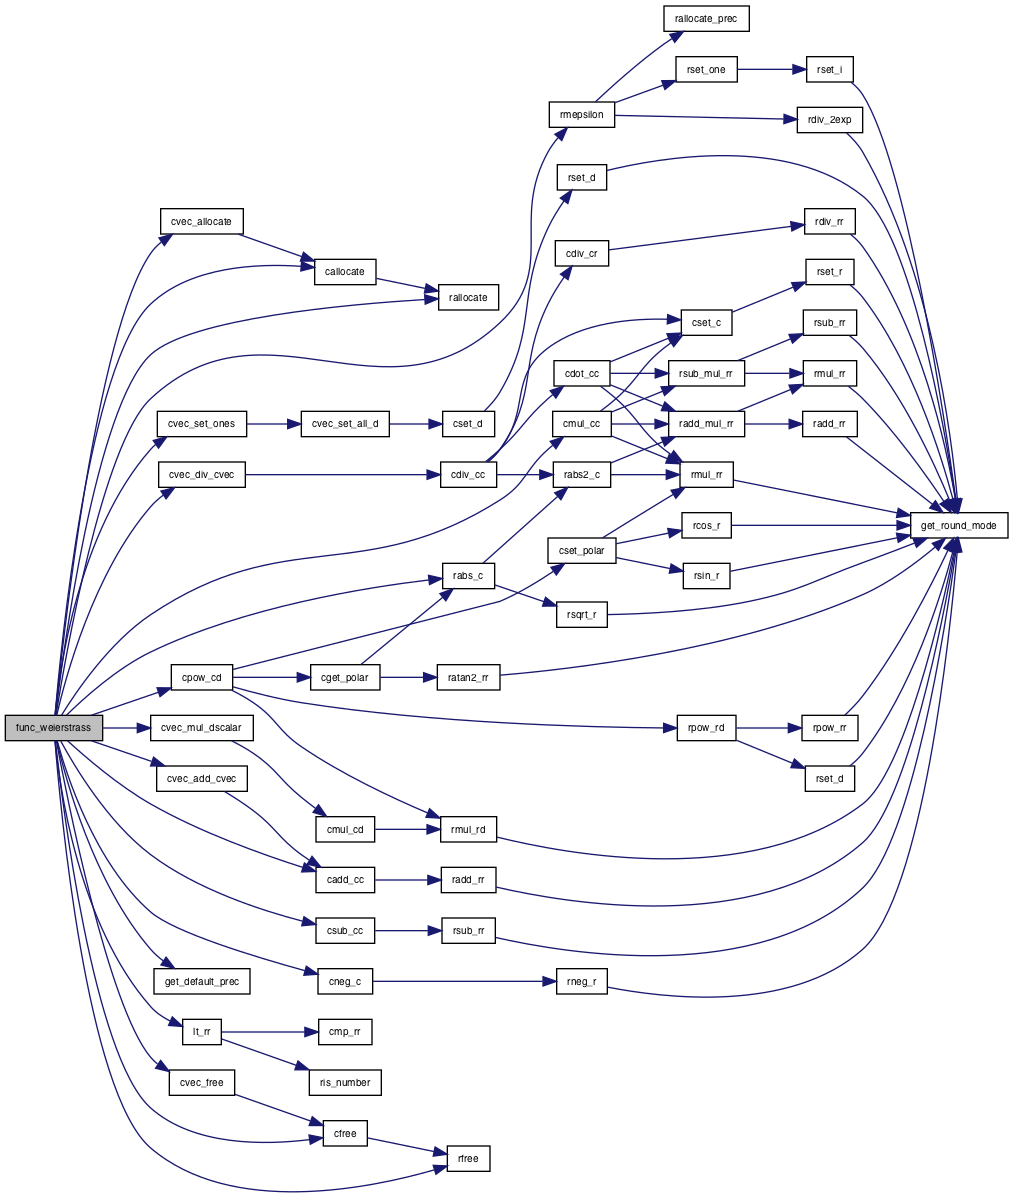 rallocate_prec
rset_one
rset_i
rmepsilon
rdiv_2exp
rset_d
cvec_allocate
rdiv_rr
cdiv_cr
callocate
rset_r
rallocate
cset_c
rsub_rr
cdot_cc
rsub_mul_rr
rmul_rr
cvec_set_ones
cvec_set_all_d
cset_d
cmul_cc
radd_mul_rr
radd_rr
cvec_div_cvec
cdiv_cc
rabs2_c
rmul_rr
rcos_r
get_round_mode
cset_polar
rabs_c
rsin_r
rsqrt_r
cpow_cd
cget_polar
ratan2_rr
func_weierstrass
cvec_mul_dscalar
rpow_rd
rpow_rr
cvec_add_cvec
rset_d
cmul_cd
rmul_rd
cadd_cc
radd_rr
csub_cc
rsub_rr
get_default_prec
cneg_c
rneg_r
lt_rr
cmp_rr
cvec_free
ris_number
cfree
rfree